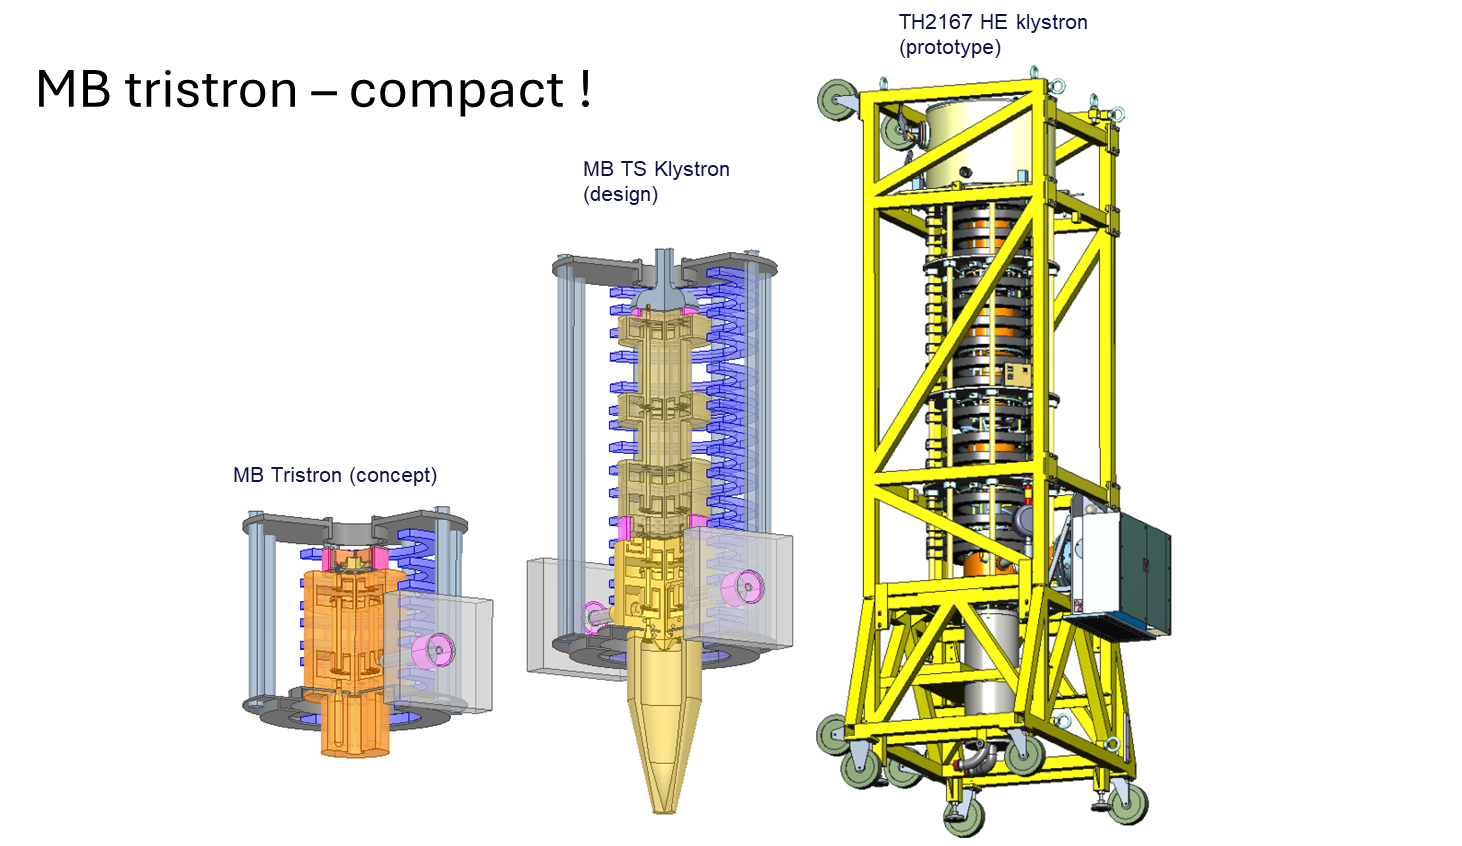 MB tristron – compact !
TH2167 HE klystron
(prototype)
MB TS Klystron
(design)
MB Tristron (concept)